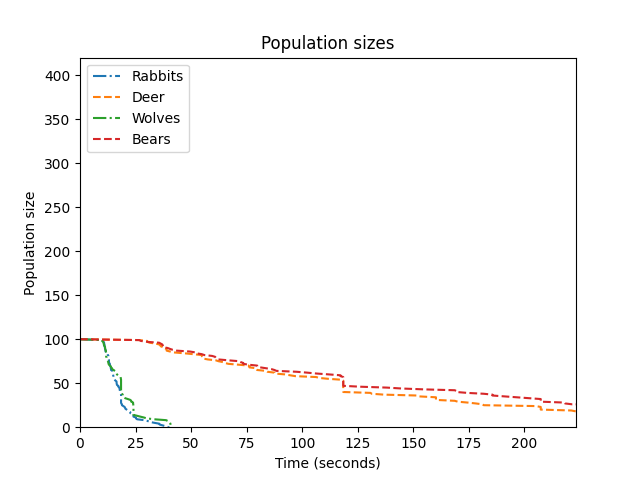 Population sizes
Rabbits
Deer
Wolves
Bears
Population size
400
350
300
250
200
150
100
50
0
0 25 50 75 100 125 150 175 200
Time (seconds)